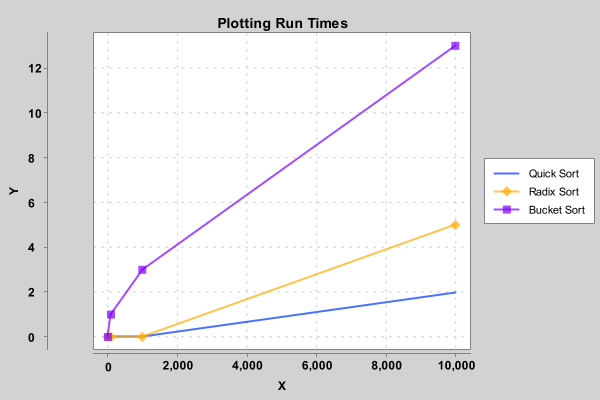 Plotting Run Times
Y
12
10
8
6
4
2
0
0 2,000 4,000 6,000 8,000 10,000
X
Quick Sort
Radix Sort
Bucket Sort